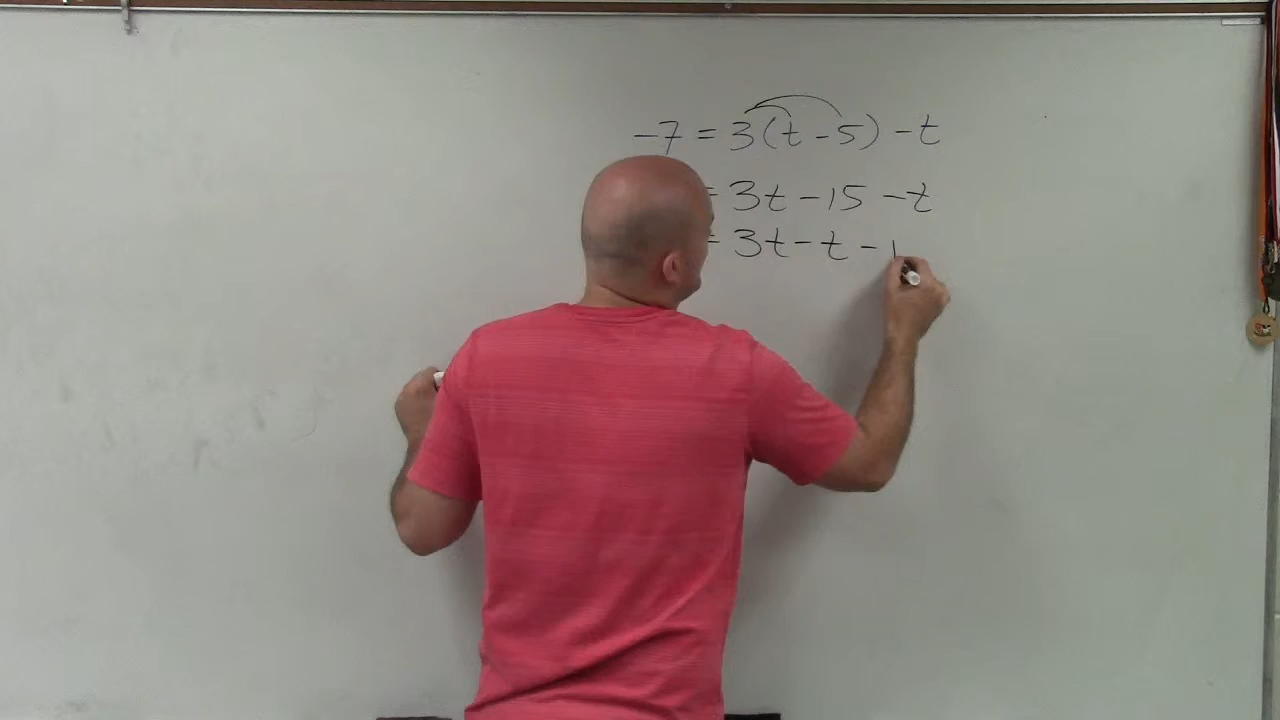 -7 = 3(t - 5) - t
= 3t - 15 - t
= 3t - t - 1